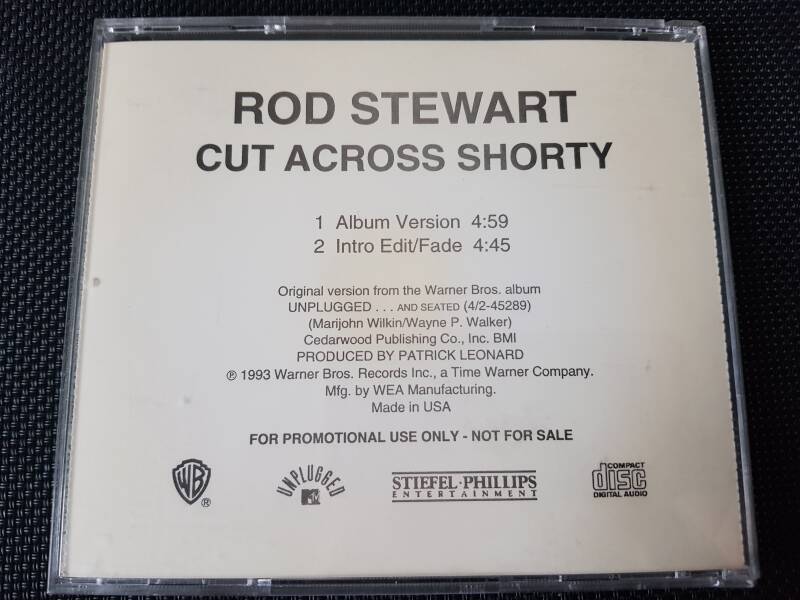 ROD STEWART
CUT ACROSS SHORTY
1 Album Version 4:59
2 Intro Edit/Fade 4:45
Original version from the Warner Bros. album
UNPLUGGED . . . AND SEATED (4/2-45289)
(Marijohn Wilkin/Wayne P. Walker)
Cedarwood Publishing Co., Inc. BMI
PRODUCED BY PATRICK LEONARD
℗ 1993 Warner Bros. Records Inc., a Time Warner Company.
Mfg. by WEA Manufacturing.
Made in USA
FOR PROMOTIONAL USE ONLY - NOT FOR SALE
WB ®
UNPLUGGED
MTV
STIEFEL·PHILLIPS
ENTERTAINMENT
COMPACT
disc
DIGITAL AUDIO